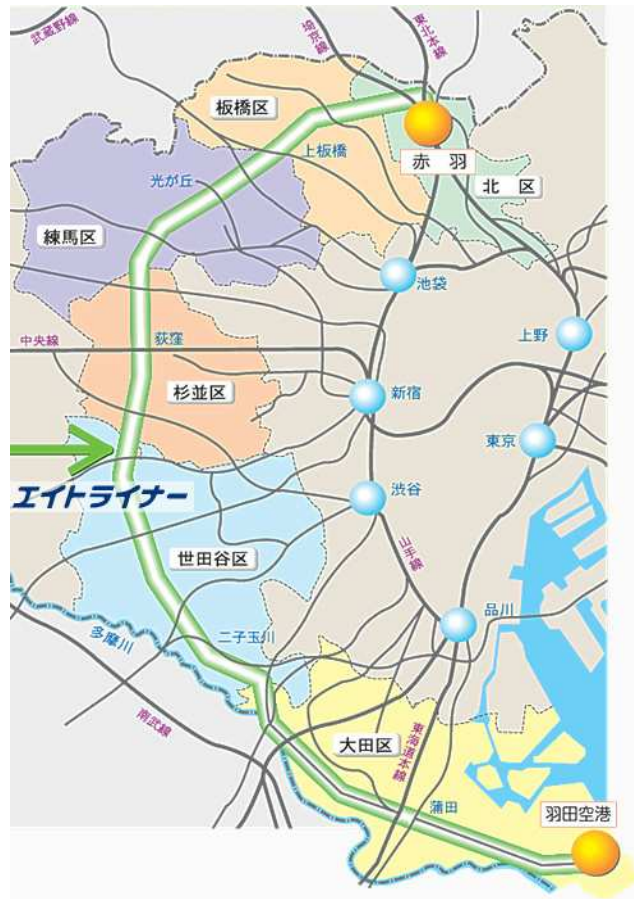 武蔵野線
埼京線
東北本線
板橋区
上板橋
赤羽
光が丘
北区
練馬区
池袋
上野
中央線
荻窪
杉並区
新宿
東京
エイトライナー
渋谷
世田谷区
山手線
品川
多摩川
二子玉川
南武線
大田区
東海道本線
蒲田
羽田空港